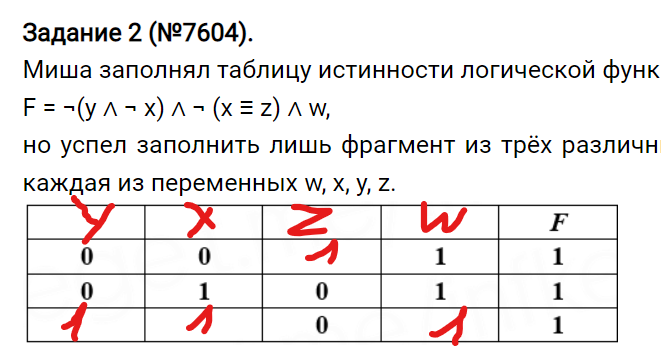 Задание 2 (№7604).
Миша заполнял таблицу истинности логической функ
F = ¬(y ∧ ¬ x) ∧ ¬ (x ≡ z) ∧ w,
но успел заполнить лишь фрагмент из трёх различны
каждая из переменных w, x, y, z.
y x z w F
0 0 1 1 1
0 1 0 1 1
1 1 0 1 1